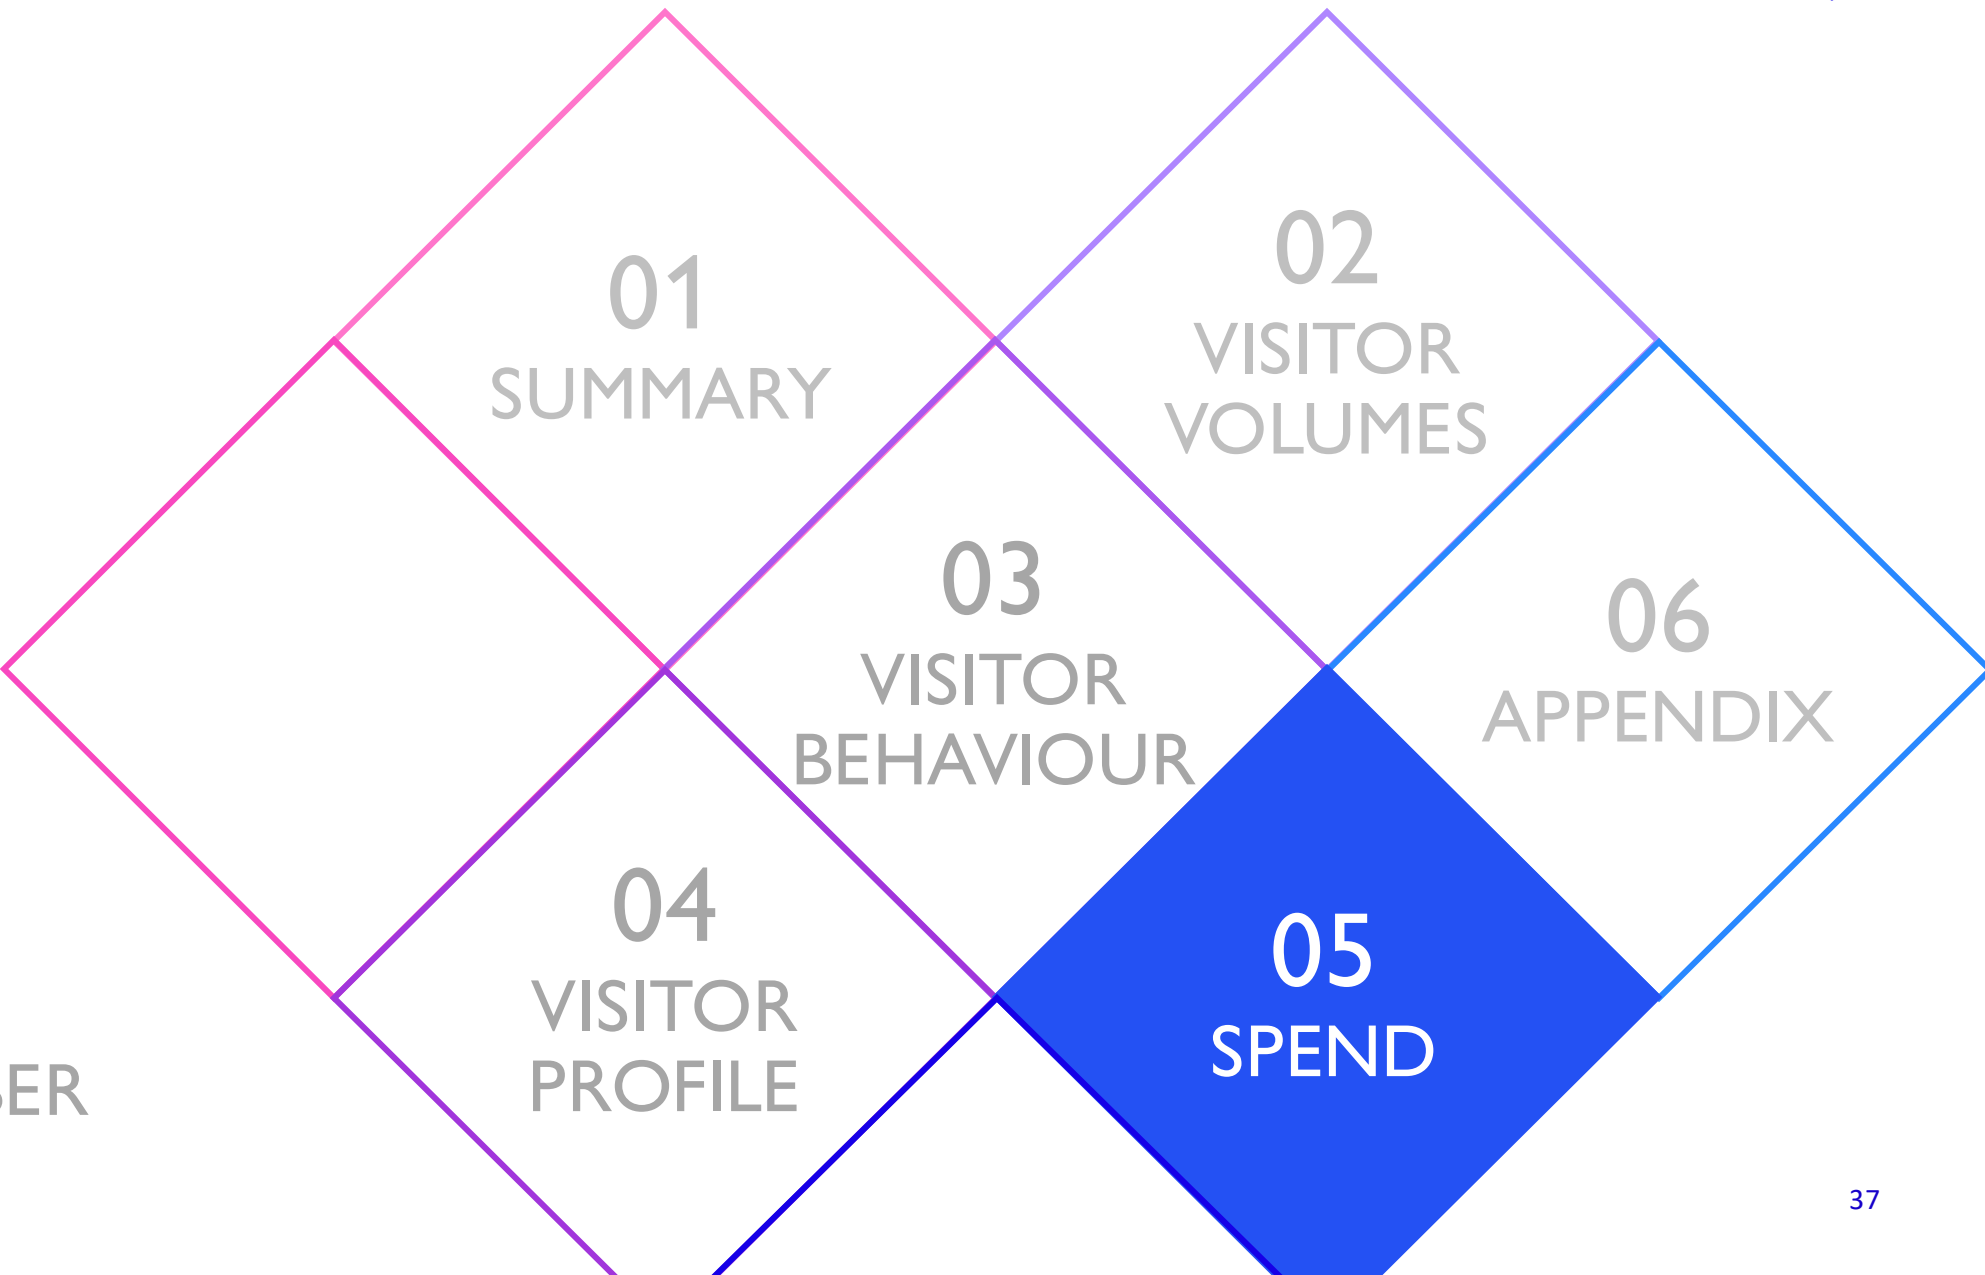 01
SUMMARY
02
VISITOR
VOLUMES
03
VISITOR
BEHAVIOUR
06
APPENDIX
04
VISITOR
PROFILE
05
SPEND
37